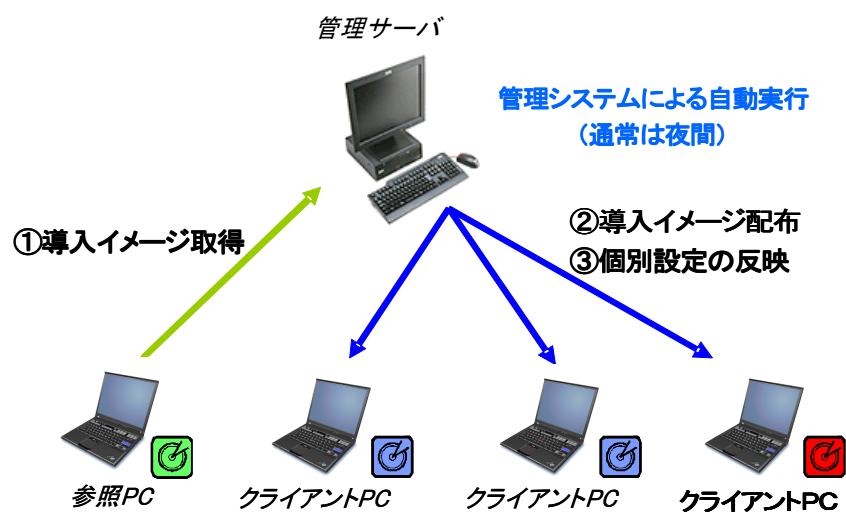 管理サーバ
管理システムによる自動実行
(通常は夜間)
①導入イメージ取得
②導入イメージ配布
③個別設定の反映
参照PC
クライアントPC
クライアントPC
クライアントPC